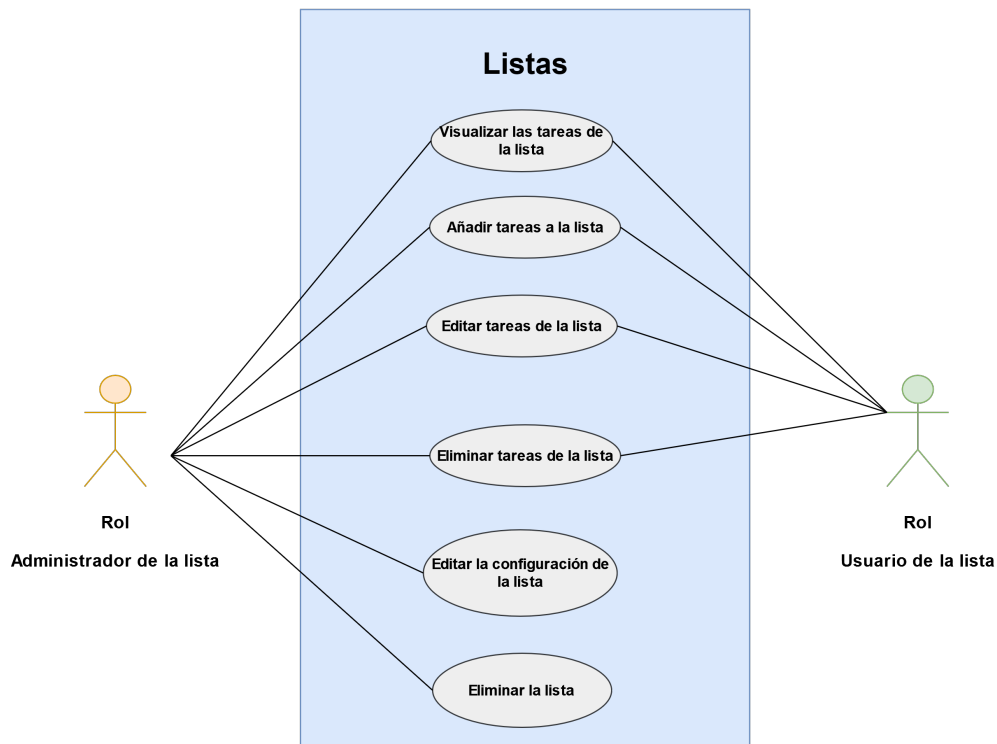 Listas
Visualizar las tareas de
la lista
Añadir tareas a la lista
Editar tareas de la lista
Eliminar tareas de la lista
Rol
Administrador de la lista
Rol
Usuario de la lista
Editar la configuración de
la lista
Eliminar la lista